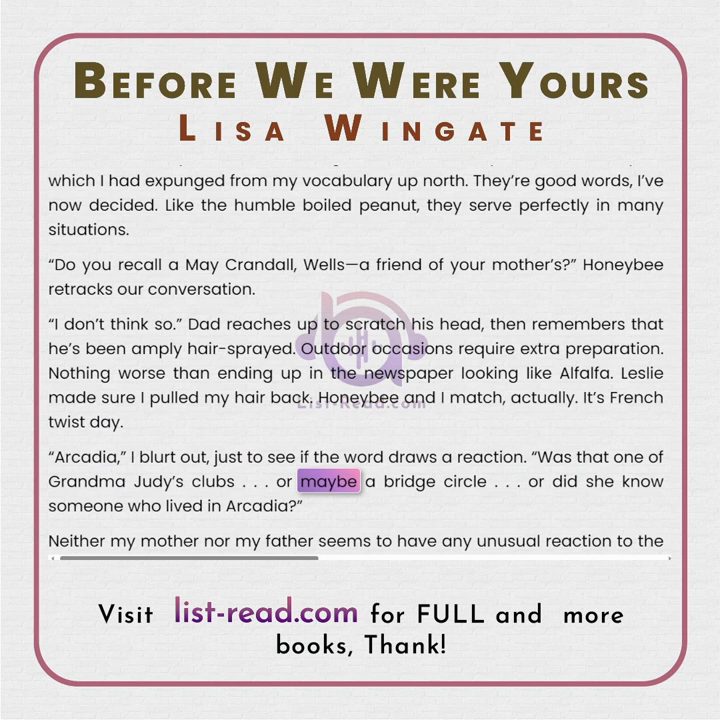 BEFORE WE WERE YOURS
LISA WINGATE
which I had expunged from my vocabulary up north. They’re good words, I’ve
now decided. Like the humble boiled peanut, they serve perfectly in many
situations.
“Do you recall a May Crandall, Wells—a friend of your mother’s?” Honeybee
retracks our conversation.
“I don’t think so.” Dad reaches up to scratch his head, then remembers that
he’s been amply hair-sprayed. Outdoor occasions require extra preparation.
Nothing worse than ending up in the newspaper looking like Alfalfa. Leslie
made sure I pulled my hair back. Honeybee and I match, actually. It’s French
List-Read.com
twist day.
“Arcadia,” I blurt out, just to see if the word draws a reaction. “Was that one of
Grandma Judy’s clubs . . . or maybe a bridge circle . . . or did she know
someone who lived in Arcadia?”
Neither my mother nor my father seems to have any unusual reaction to the
Visit list-read.com for FULL and more
books, Thank!